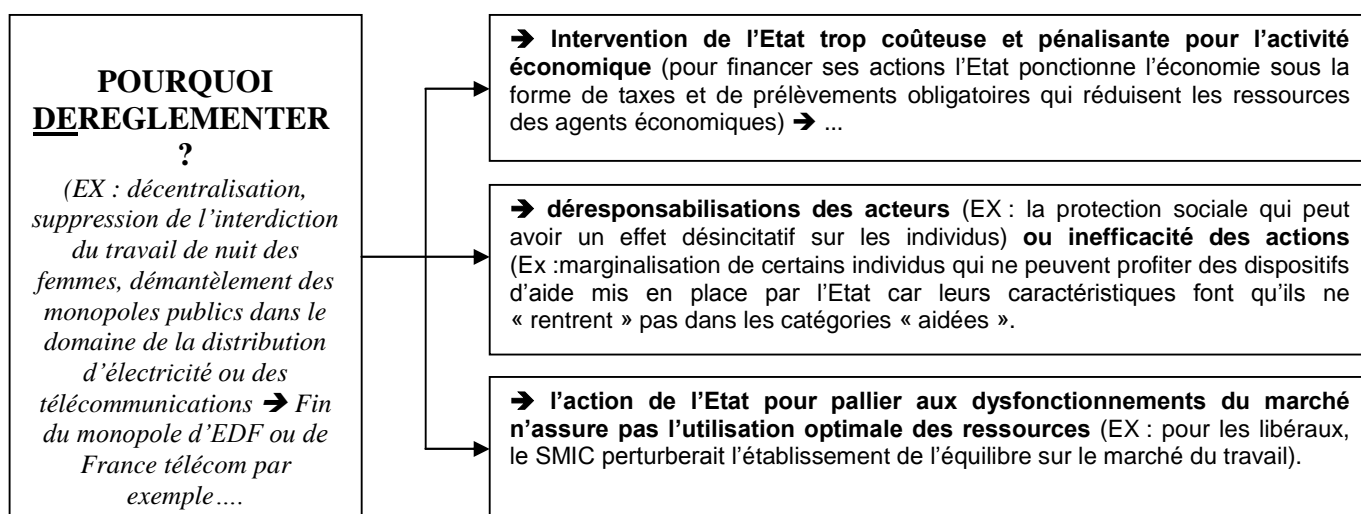 POURQUOI
DEREGLEMENTER
?
(EX : décentralisation,
suppression de l’interdiction
du travail de nuit des
femmes, démantèlement des
monopoles publics dans le
domaine de la distribution
d’électricité ou des
télécommunications ➔ Fin
du monopole d’EDF ou de
France télécom par
exemple….
➔ Intervention de l’Etat trop coûteuse et pénalisante pour l’activité
économique (pour financer ses actions l’Etat ponctionne l’économie sous la
forme de taxes et de prélèvements obligatoires qui réduisent les ressources
des agents économiques) ➔ ...
➔ déresponsabilisations des acteurs (EX : la protection sociale qui peut
avoir un effet désincitatif sur les individus) ou inefficacité des actions
(Ex :marginalisation de certains individus qui ne peuvent profiter des dispositifs
d’aide mis en place par l’Etat car leurs caractéristiques font qu’ils ne
« rentrent » pas dans les catégories « aidées ».
➔ l’action de l’Etat pour pallier aux dysfonctionnements du marché
n’assure pas l’utilisation optimale des ressources (EX : pour les libéraux,
le SMIC perturberait l’établissement de l’équilibre sur le marché du travail).